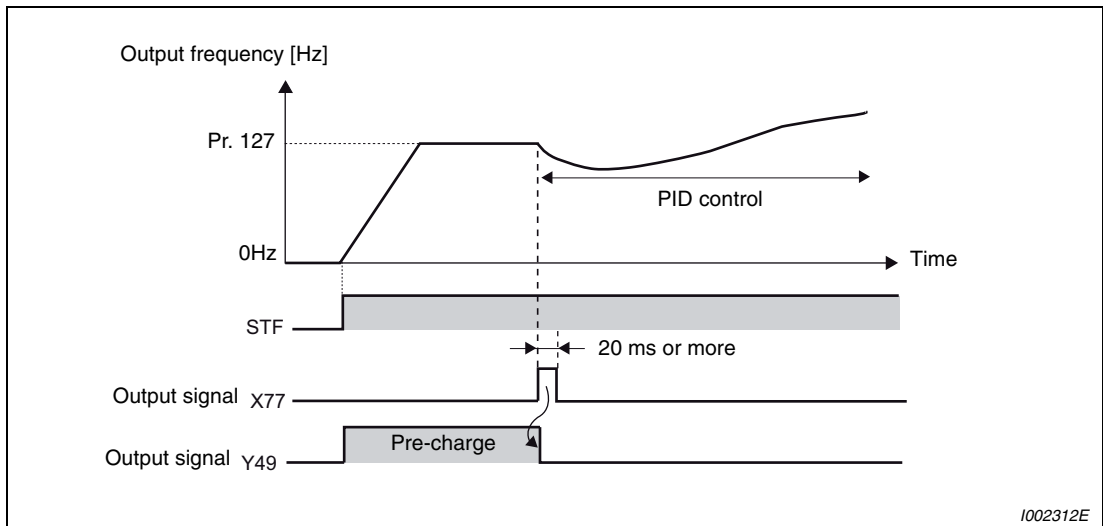 Output frequency [Hz]
Pr. 127
PID control
0Hz
Time
STF
20 ms or more
Output signal X77
Pre-charge
Output signal Y49
I002312E